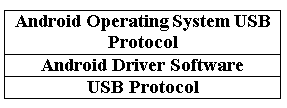 Android Operating System USB
Protocol
Android Driver Software
USB Protocol